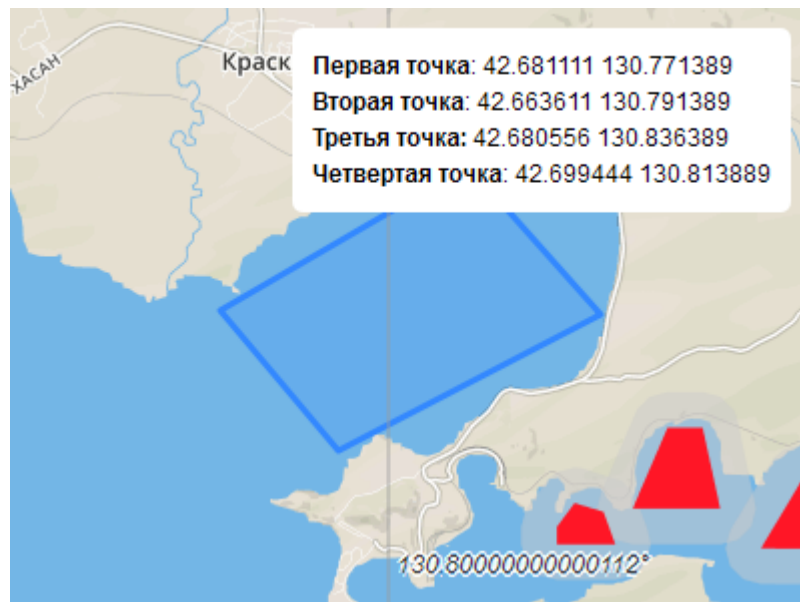 Краск
ХАСАН
Первая точка: 42.681111 130.771389
Вторая точка: 42.663611 130.791389
Третья точка: 42.680556 130.836389
Четвертая точка: 42.699444 130.813889
130.800000000000112°